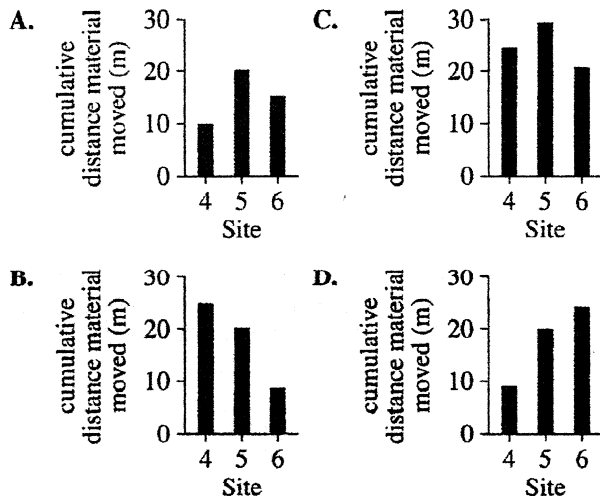 A.
cumulative
distance material
moved (m)
30
20
10
0
4 5 6
Site
C.
cumulative
distance material
moved (m)
30
20
10
0
4 5 6
Site
B.
cumulative
distance material
moved (m)
30
20
10
0
4 5 6
Site
D.
cumulative
distance material
moved (m)
30
20
10
0
4 5 6
Site